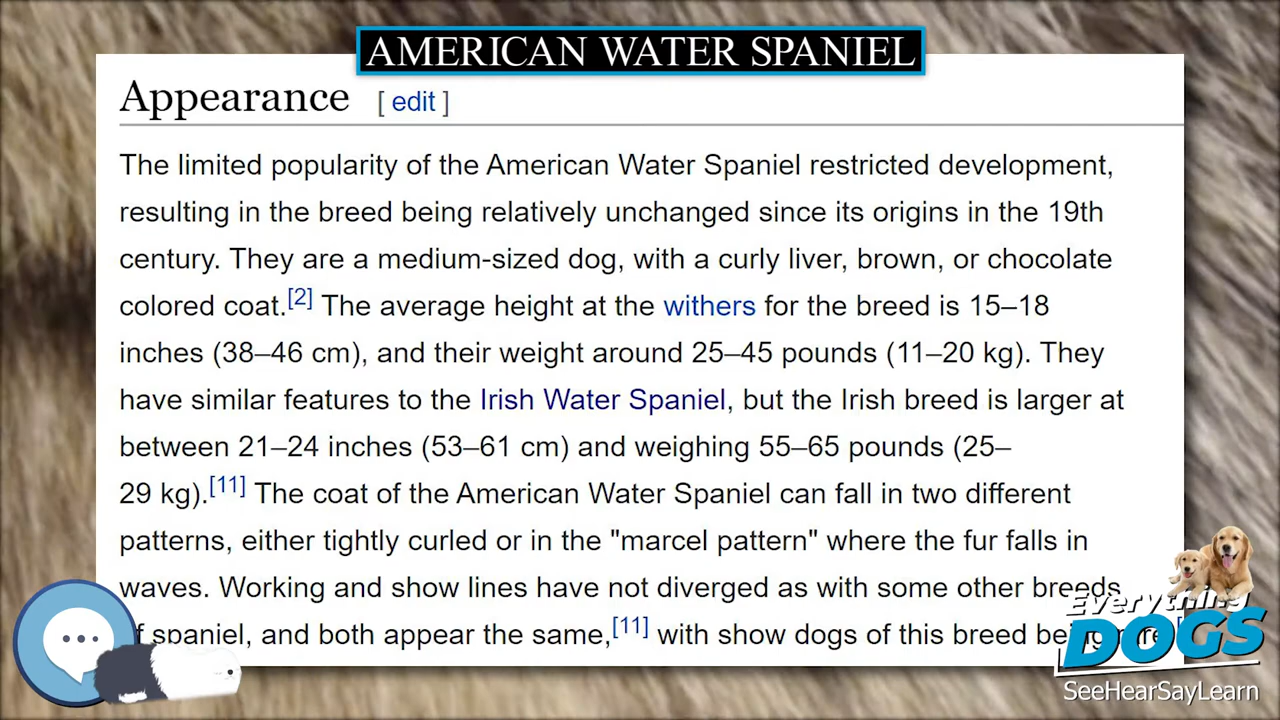 AMERICAN WATER SPANIEL
Appearance [ edit ]
The limited popularity of the American Water Spaniel restricted development,
resulting in the breed being relatively unchanged since its origins in the 19th
century. They are a medium-sized dog, with a curly liver, brown, or chocolate
colored coat.[2] The average height at the withers for the breed is 15–18
inches (38–46 cm), and their weight around 25–45 pounds (11–20 kg). They
have similar features to the Irish Water Spaniel, but the Irish breed is larger at
between 21–24 inches (53–61 cm) and weighing 55–65 pounds (25–
29 kg).[11] The coat of the American Water Spaniel can fall in two different
patterns, either tightly curled or in the "marcel pattern" where the fur falls in
waves. Working and show lines have not diverged as with some other breeds
spaniel, and both appear the same,[11] with show dogs of this breed being
Everything
DOGS
SeeHearSayLearn